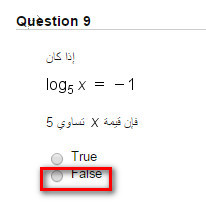 Question 9
إذا كان
log₅ x = −1
فإن قيمة x تساوي 5
True
False